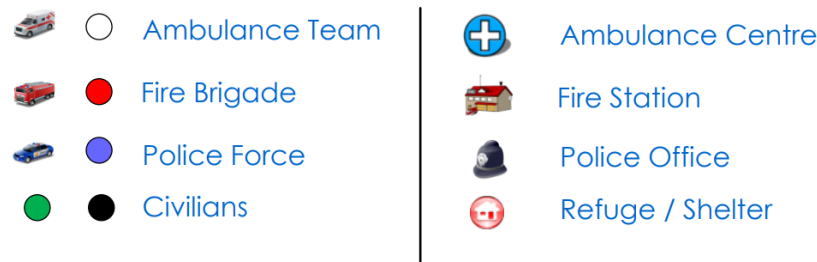 Ambulance Team
Fire Brigade
Police Force
Civilians
Ambulance Centre
Fire Station
Police Office
Refuge / Shelter